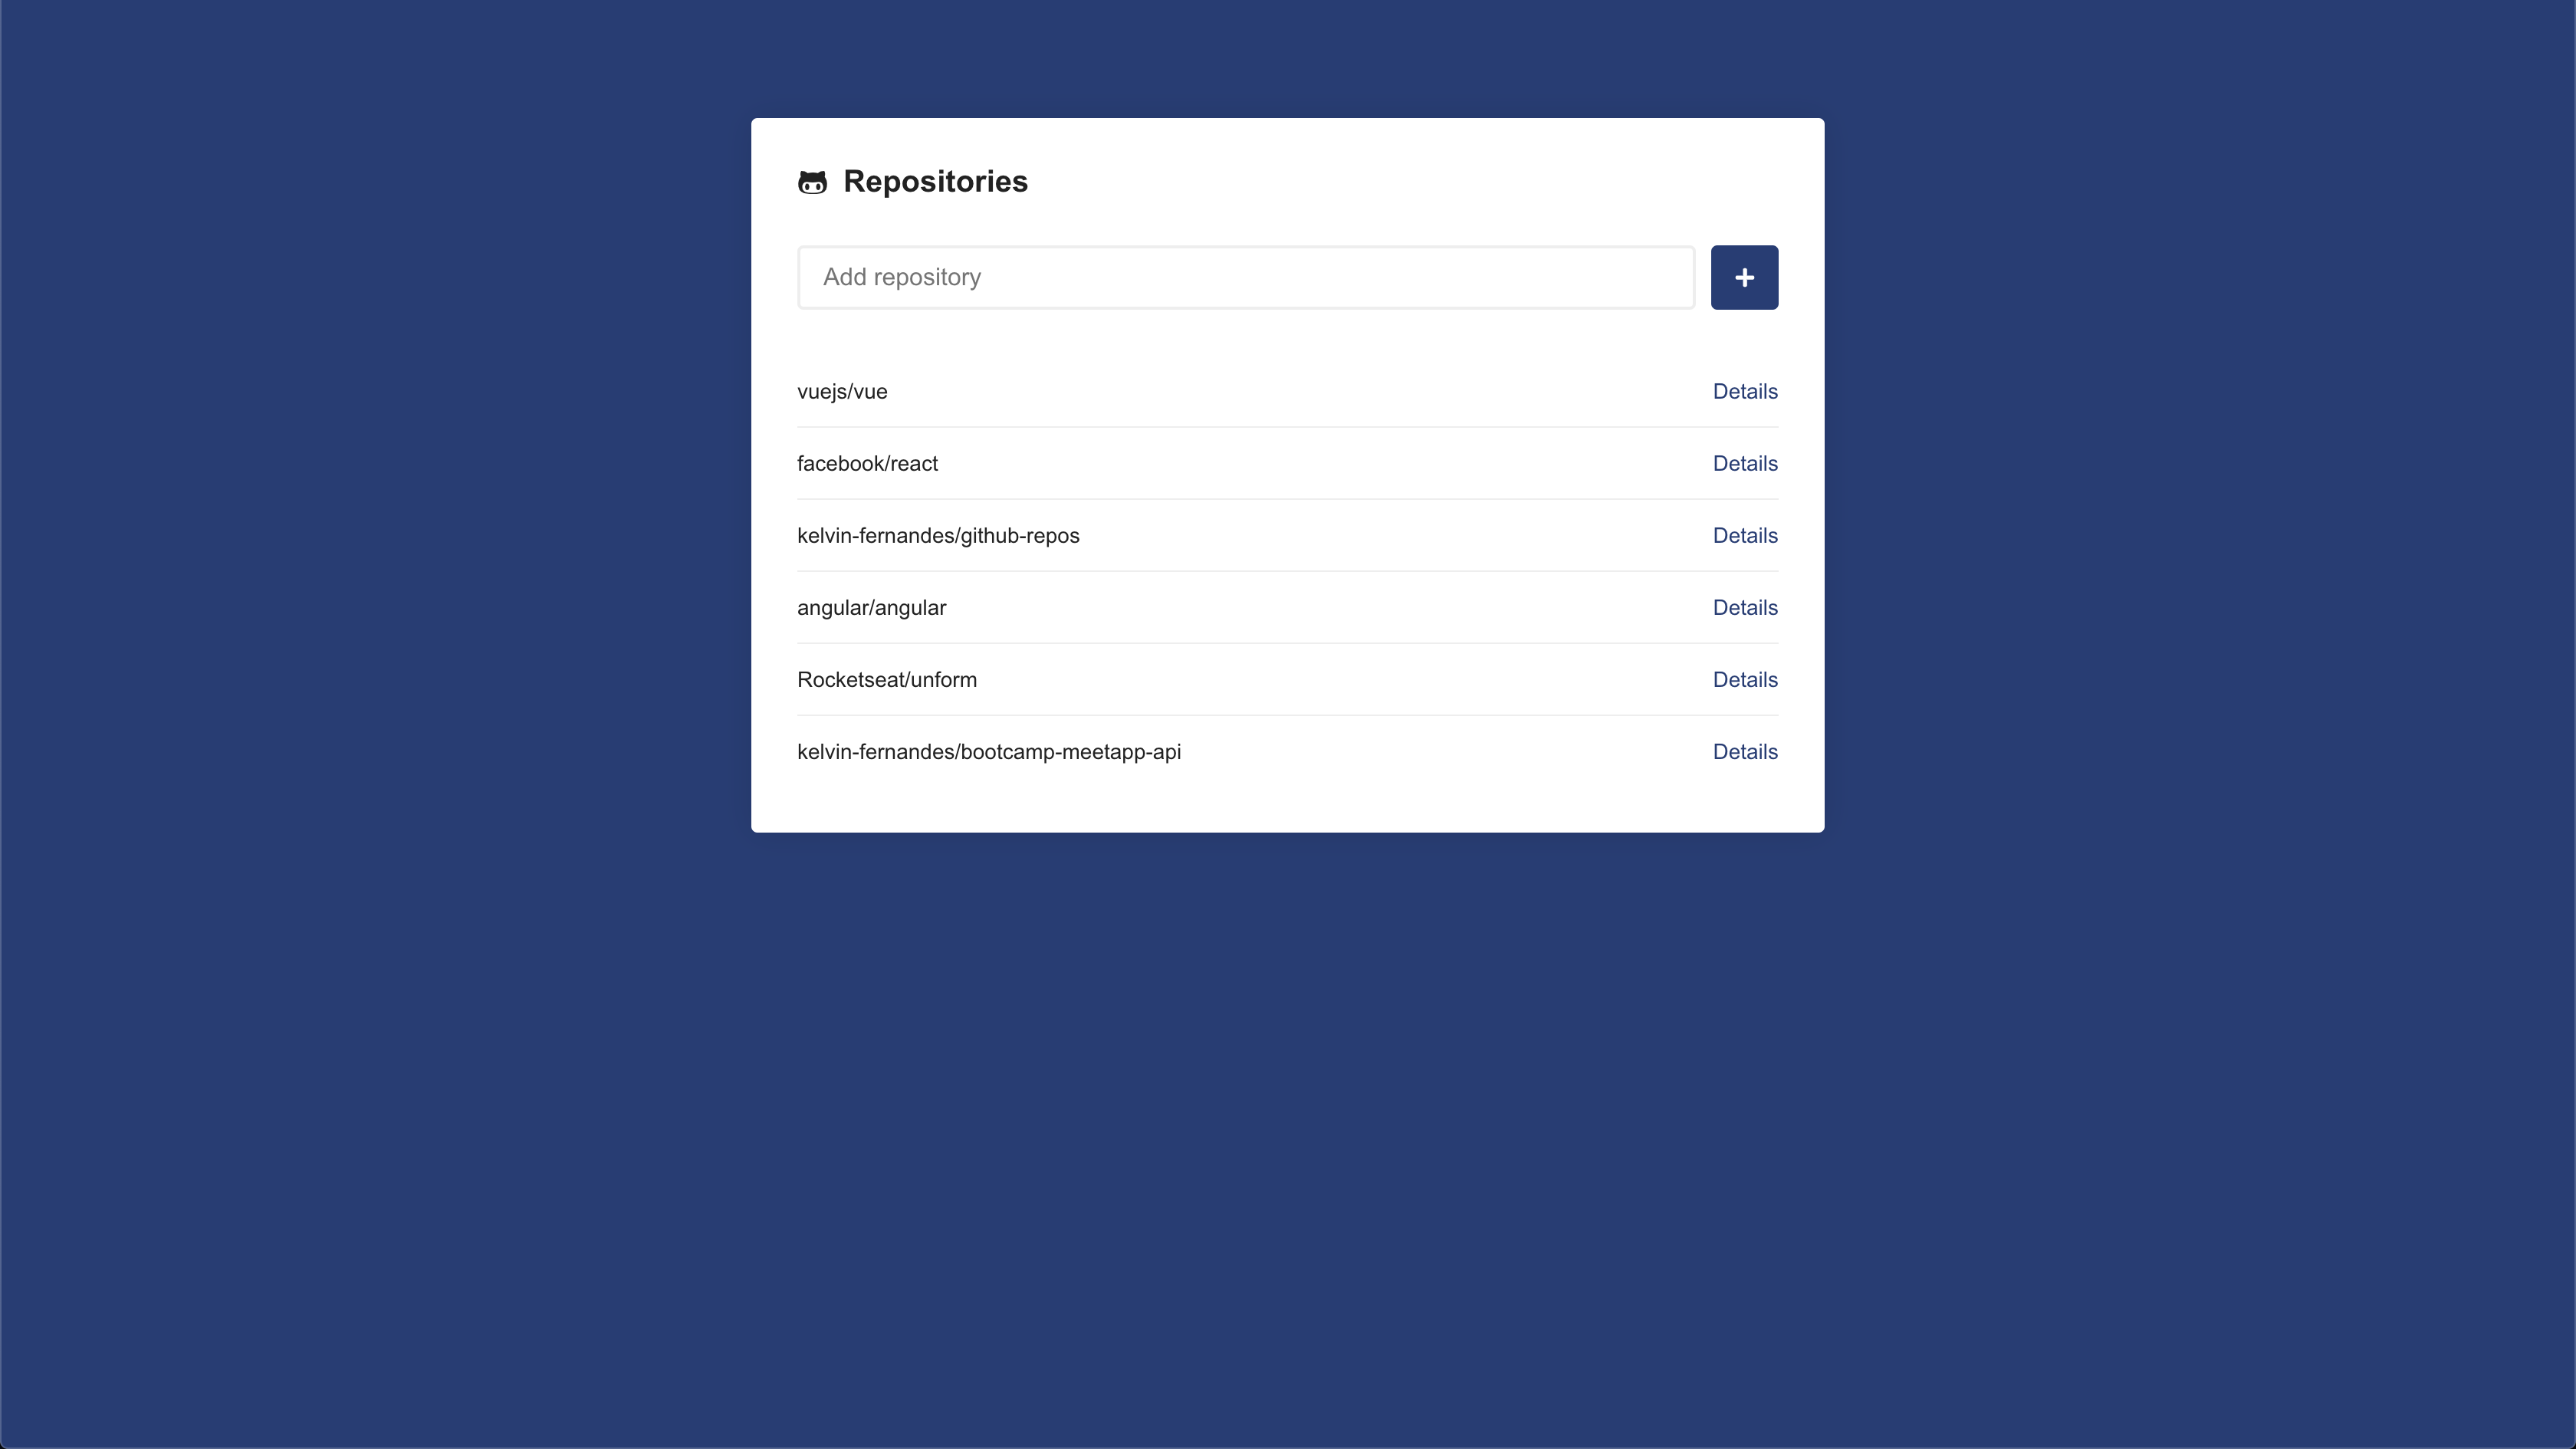 Repositories
Add repository
+
vuejs/vue Details
facebook/react Details
kelvin-fernandes/github-repos Details
angular/angular Details
Rocketseat/unform Details
kelvin-fernandes/bootcamp-meetapp-api Details